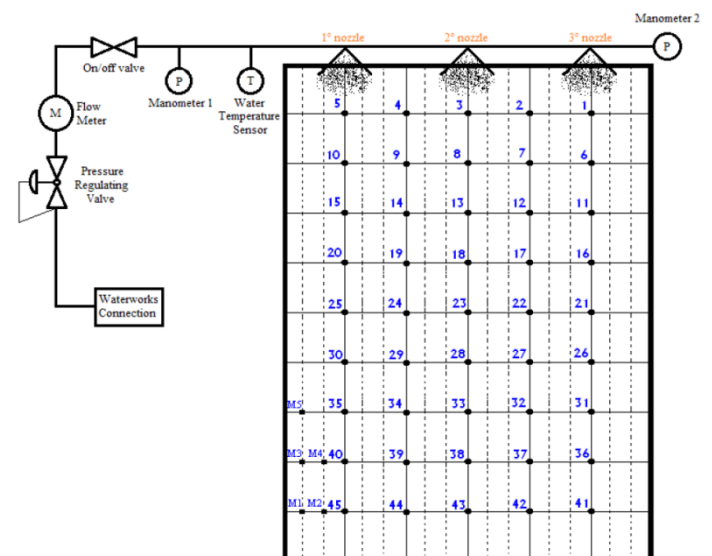 Manometer 2
1° nozzle 2° nozzle 3° nozzle
P
On/off valve
P
T
Manometer 1
Water
Temperature
Sensor
M
Flow
Meter
Pressure
Regulating
Valve
Waterworks
Connection
5 4 3 2 1
10 9 8 7 6
15 14 13 12 11
20 19 18 17 16
25 24 23 22 21
30 29 28 27 26
M5 35 34 33 32 31
M3 M4 40 39 38 37 36
M1 M2 45 44 43 42 41